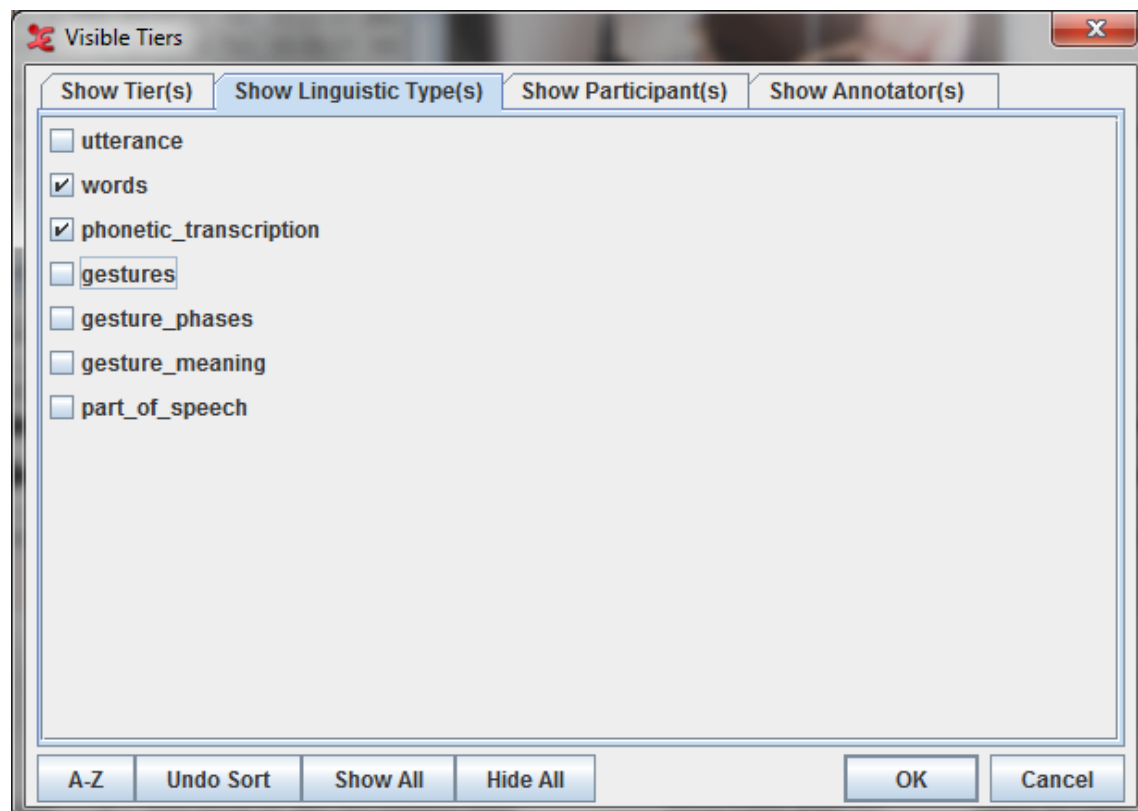 Visible Tiers
Show Tier(s) Show Linguistic Type(s) Show Participant(s) Show Annotator(s)
utterance
words
phonetic_transcription
gestures
gesture_phases
gesture_meaning
part_of_speech
A-Z Undo Sort Show All Hide All OK Cancel